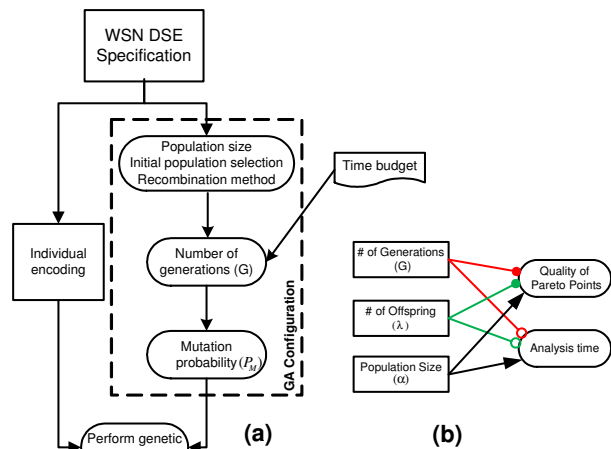 WSN DSE
Specification
Population size
Initial population selection
Recombination method
Time budget
Individual
encoding
Number of
generations (G)
Mutation
probability (P_M)
GA Configuration
Perform genetic
(a)
# of Generations
(G)
# of Offspring
(λ)
Population Size
(α)
Quality of
Pareto Points
Analysis time
(b)